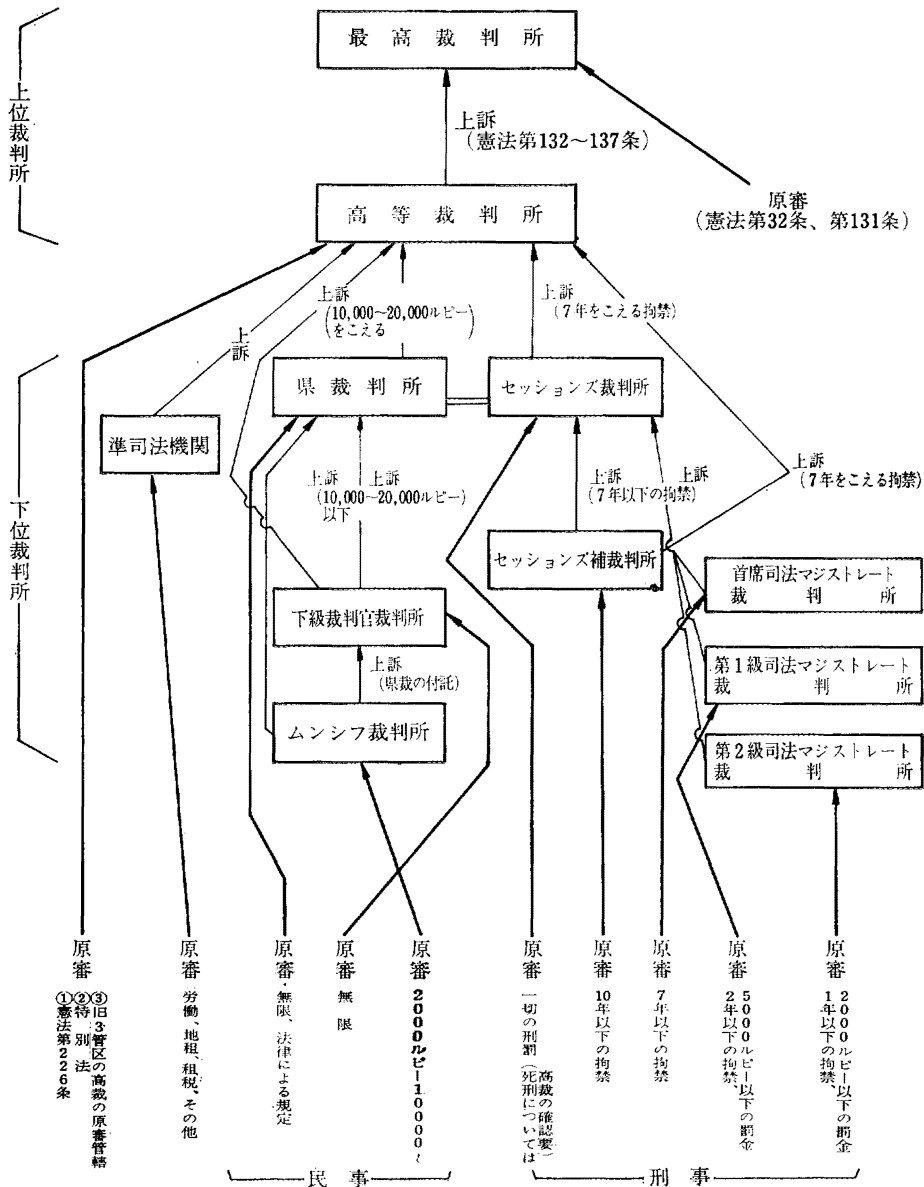 最高裁判所
上位裁判所
上訴
(憲法第132～137条)
原審
(憲法第32条、第131条)
高等裁判所
上訴
上訴
(10,000～20,000ルピー)
をこえる
上訴
(7年をこえる拘禁)
県裁判所
セッションズ裁判所
準司法機関
下位裁判所
上訴
(10,000～20,000ルピー)
以下
上訴
(7年以下の拘禁)
上訴
上訴
(7年をこえる拘禁)
セッションズ補裁判所
首席司法マジストレート
裁判所
下級裁判官裁判所
上訴
(県裁の付託)
第1級司法マジストレート
裁判所
ムンシフ裁判所
第2級司法マジストレート
裁判所
原審
①憲法第226条
②特別法
③旧3管区の高裁の原審管轄
原審
労働、地租、租税、その他
原審・無限、法律による規定
原審
無限
原審
2000ルピー10000～
原審
一切の刑罰(死刑については
高裁の確認要)
原審
10年以下の拘禁
原審
7年以下の拘禁
原審
2年以下の拘禁、
5000ルピー以下の罰金
原審
1年以下の拘禁、
2000ルピー以下の罰金
民事
刑事